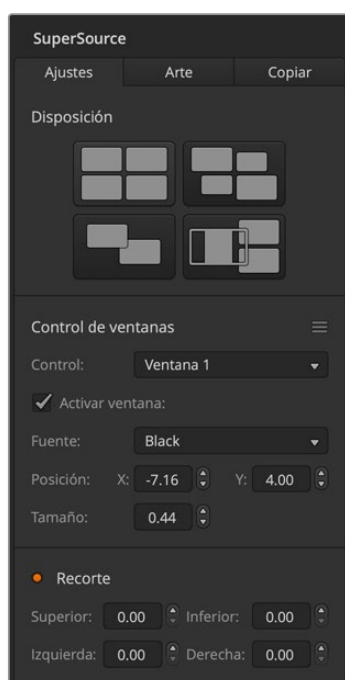 SuperSource
Ajustes Arte Copiar
Disposición
Control de ventanas
Control: Ventana 1
Activar ventana:
Fuente: Black
Posición: X: -7.16 Y: 4.00
Tamaño: 0.44
Recorte
Superior: 0.00 Inferior: 0.00
Izquierda: 0.00 Derecha: 0.00